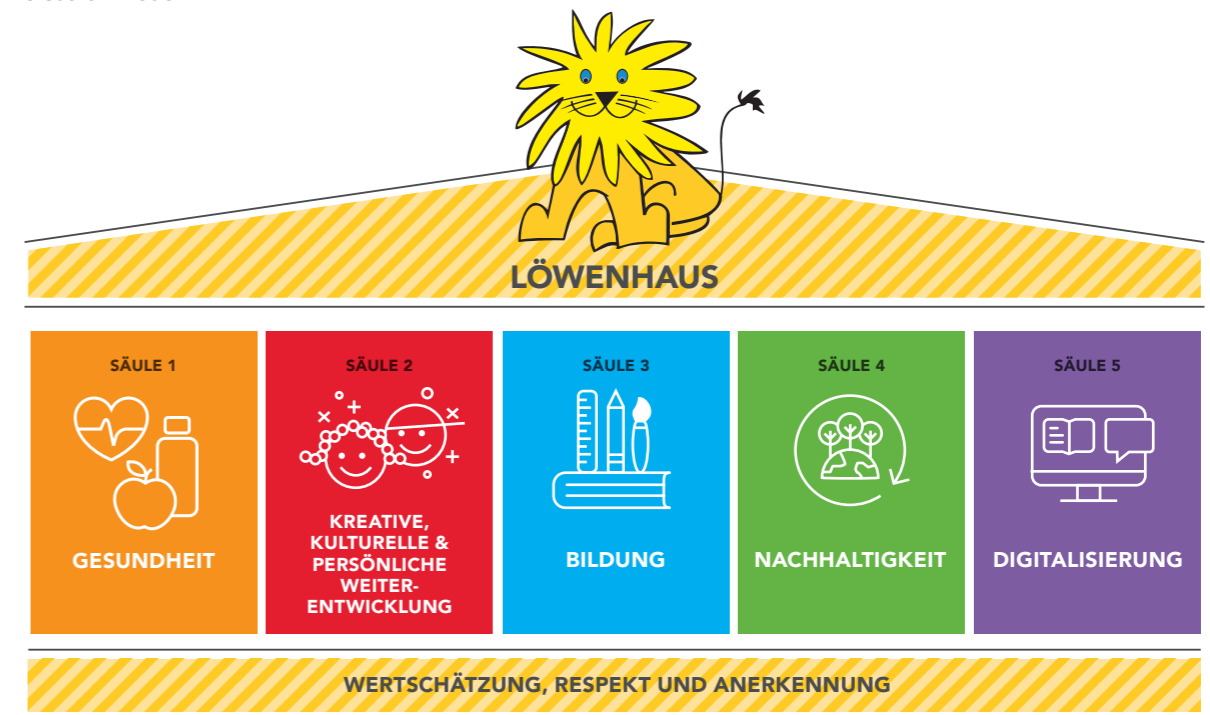 LÖWENHAUS
SÄULE 1
GESUNDHEIT
SÄULE 2
KREATIVE,
KULTURELLE &
PERSÖNLICHE
WEITER-
ENTWICKLUNG
SÄULE 3
BILDUNG
SÄULE 4
NACHHALTIGKEIT
SÄULE 5
DIGITALISIERUNG
WERTSCHÄTZUNG, RESPEKT UND ANERKENNUNG